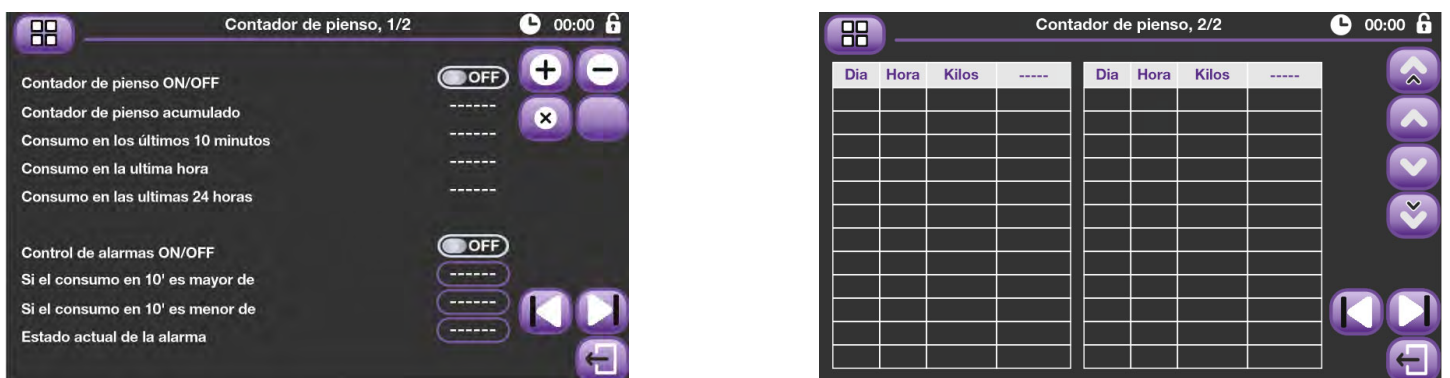 Contador de pienso, 1/2 00:00
Contador de pienso ON/OFF OFF
Contador de pienso acumulado ------
Consumo en los últimos 10 minutos ------
Consumo en la ultima hora ------
Consumo en las ultimas 24 horas ------
Control de alarmas ON/OFF OFF
Si el consumo en 10' es mayor de ------
Si el consumo en 10' es menor de ------
Estado actual de la alarma ------
Contador de pienso, 2/2 00:00
Dia Hora Kilos ----- Dia Hora Kilos -----